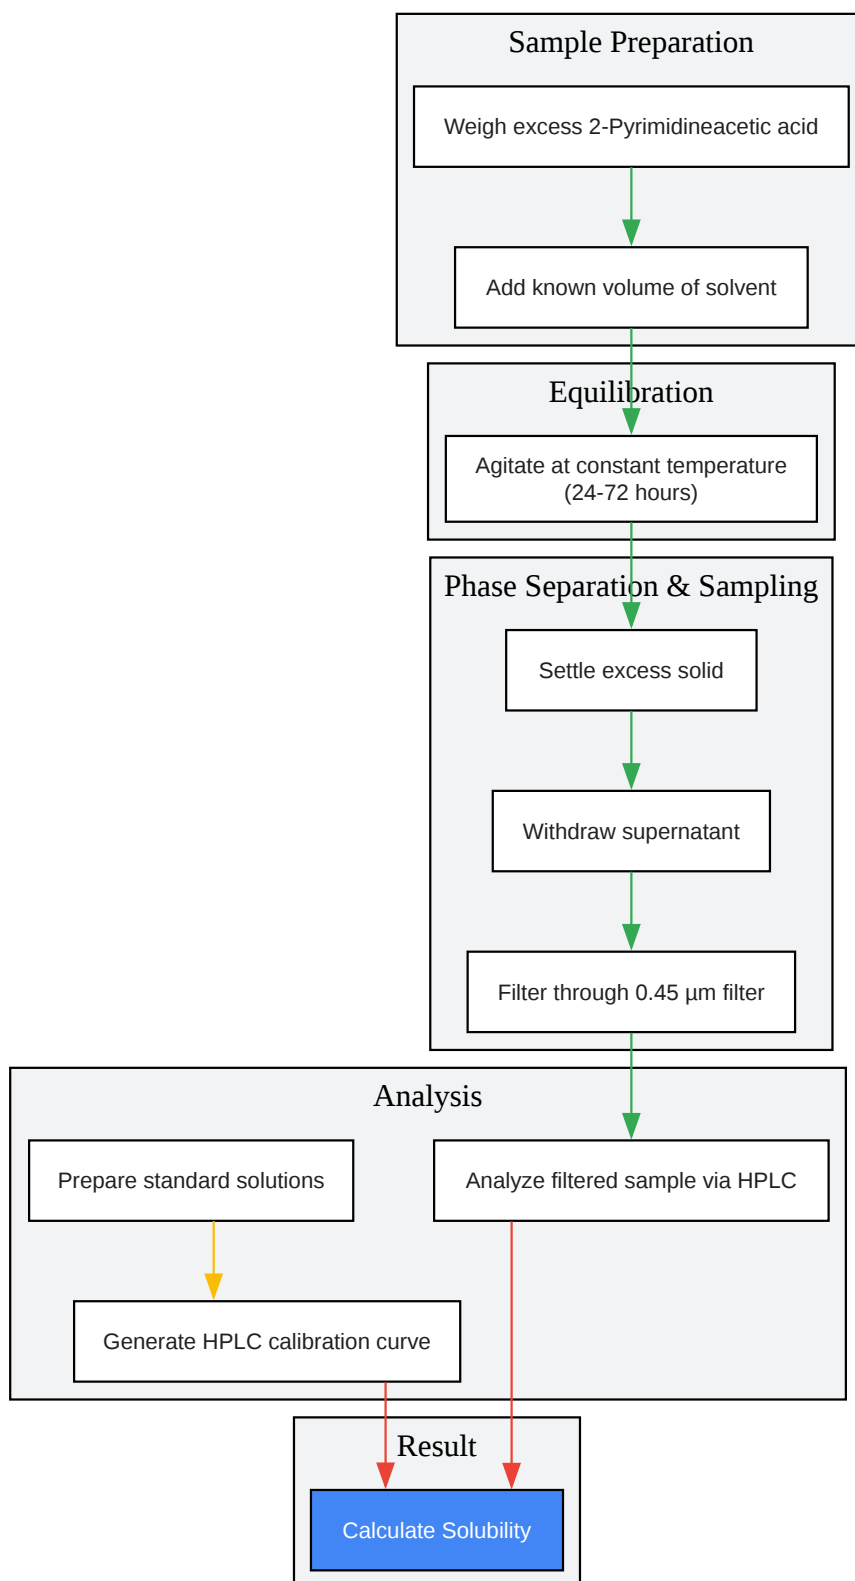 Sample Preparation
Weigh excess 2-Pyrimidineacetic acid
Add known volume of solvent
Equilibration
Agitate at constant temperature
(24-72 hours)
Phase Separation & Sampling
Settle excess solid
Withdraw supernatant
Filter through 0.45 µm filter
Analysis
Prepare standard solutions
Analyze filtered sample via HPLC
Generate HPLC calibration curve
Result
Calculate Solubility